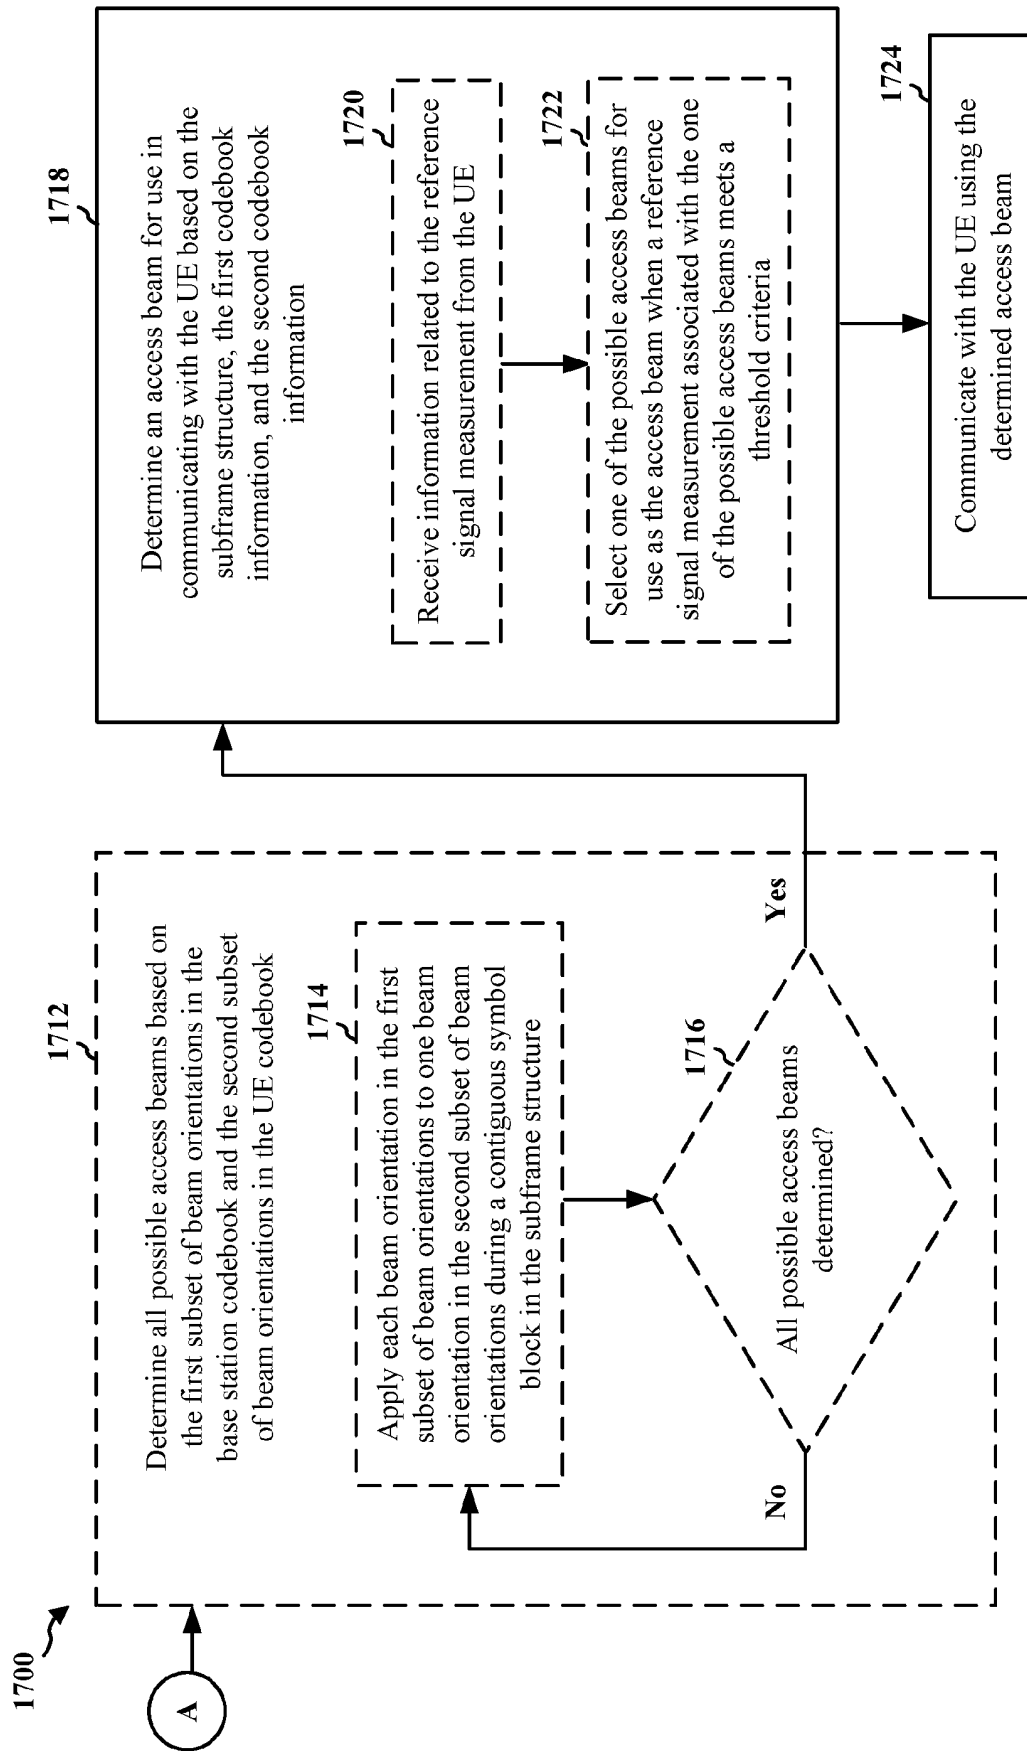 1700
A
1712
Determine all possible access beams based on
the first subset of beam orientations in the
base station codebook and the second subset
of beam orientations in the UE codebook
1714
Apply each beam orientation in the first
subset of beam orientations to one beam
orientation in the second subset of beam
orientations during a contiguous symbol
block in the subframe structure
1716
All possible access beams
determined?
No
Yes
1718
Determine an access beam for use in
communicating with the UE based on the
subframe structure, the first codebook
information, and the second codebook
information
1720
Receive information related to the reference
signal measurement from the UE
1722
Select one of the possible access beams for
use as the access beam when a reference
signal measurement associated with the one
of the possible access beams meets a
threshold criteria
1724
Communicate with the UE using the
determined access beam